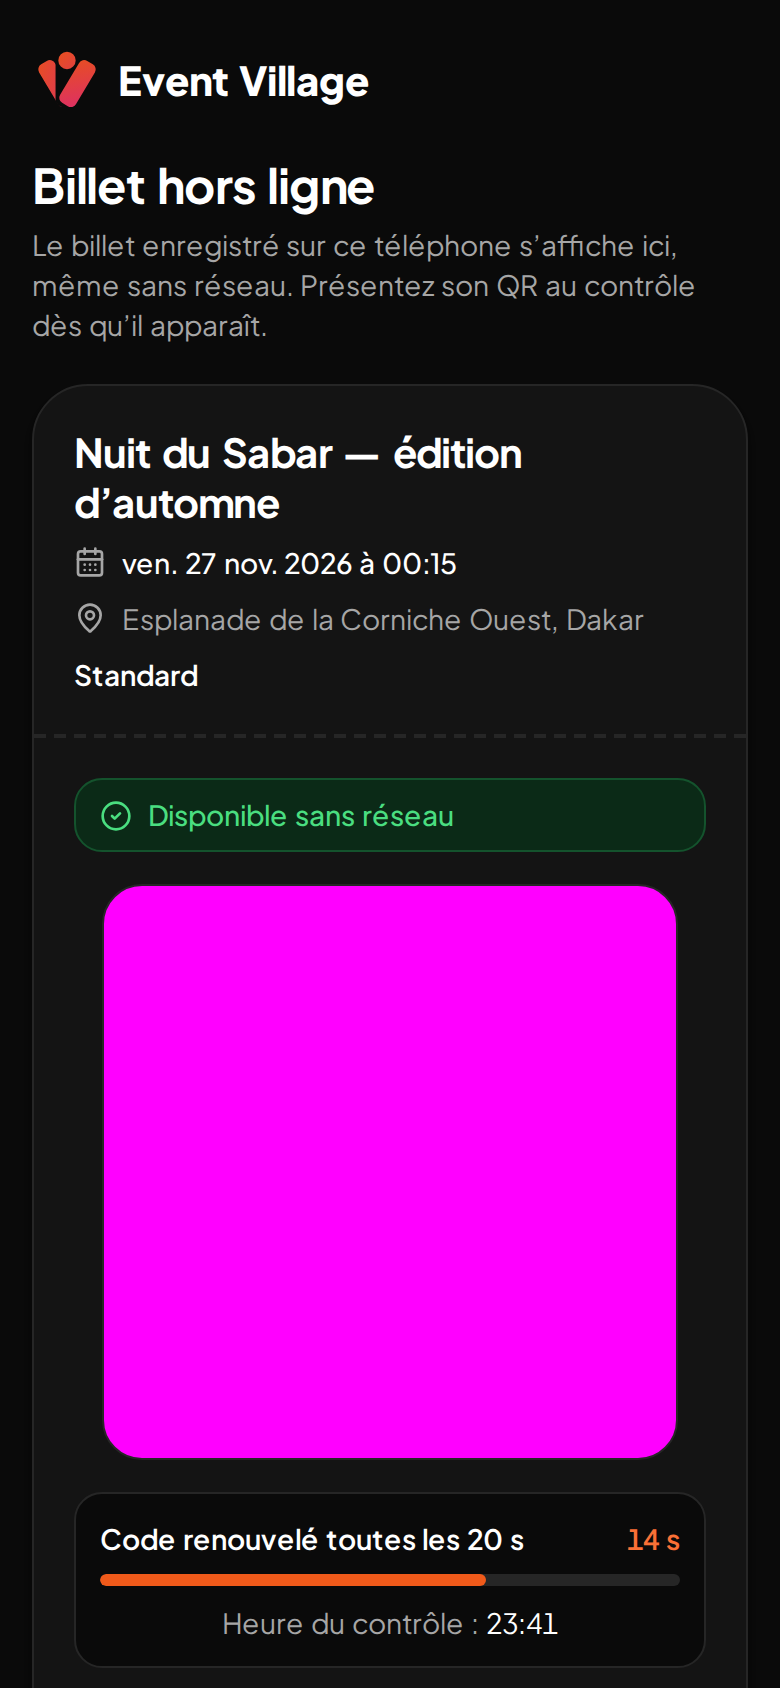 Event Village
Billet hors ligne
Le billet enregistré sur ce téléphone s’affiche ici,
même sans réseau. Présentez son QR au contrôle
dès qu’il apparaît.
Nuit du Sabar — édition
d’automne
ven. 27 nov. 2026 à 00:15
Esplanade de la Corniche Ouest, Dakar
Standard
Disponible sans réseau
Code renouvelé toutes les 20 s
14 s
Heure du contrôle : 23:41